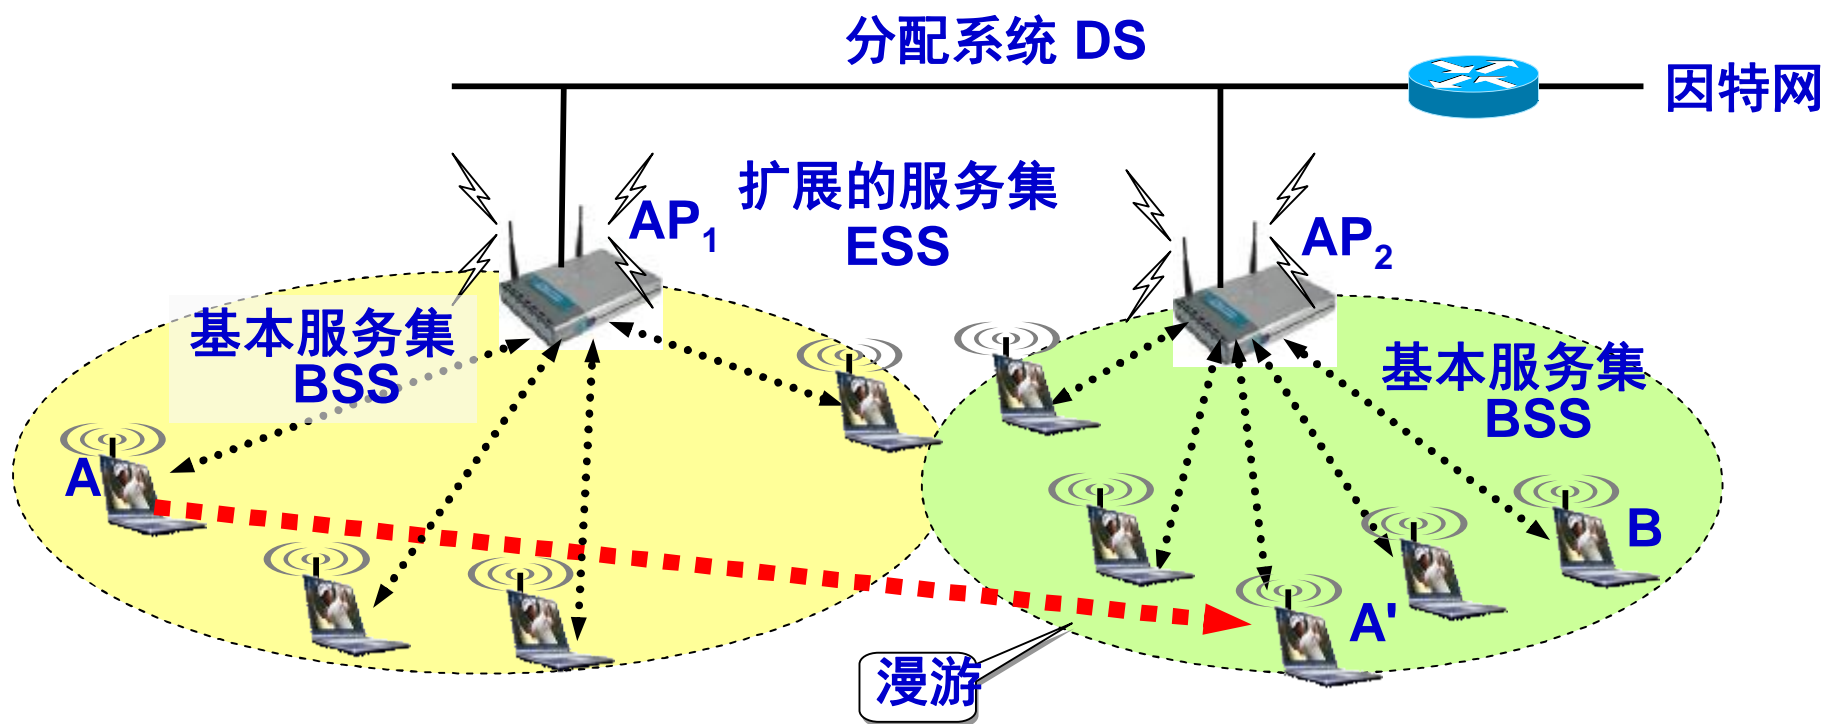 分配系统 DS
因特网
扩展的服务集
ESS
AP1
AP2
基本服务集
BSS
基本服务集
BSS
A
B
A'
漫游